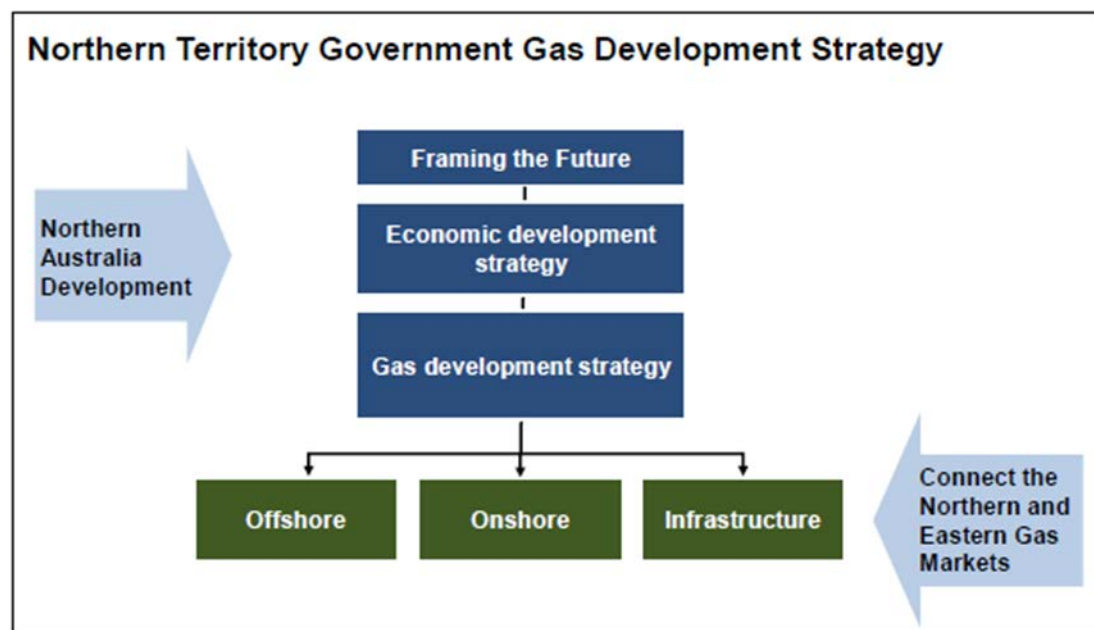 Northern Territory Government Gas Development Strategy
Framing the Future
Northern
Australia
Development
Economic development
strategy
Gas development strategy
Offshore
Onshore
Infrastructure
Connect the
Northern and
Eastern Gas
Markets